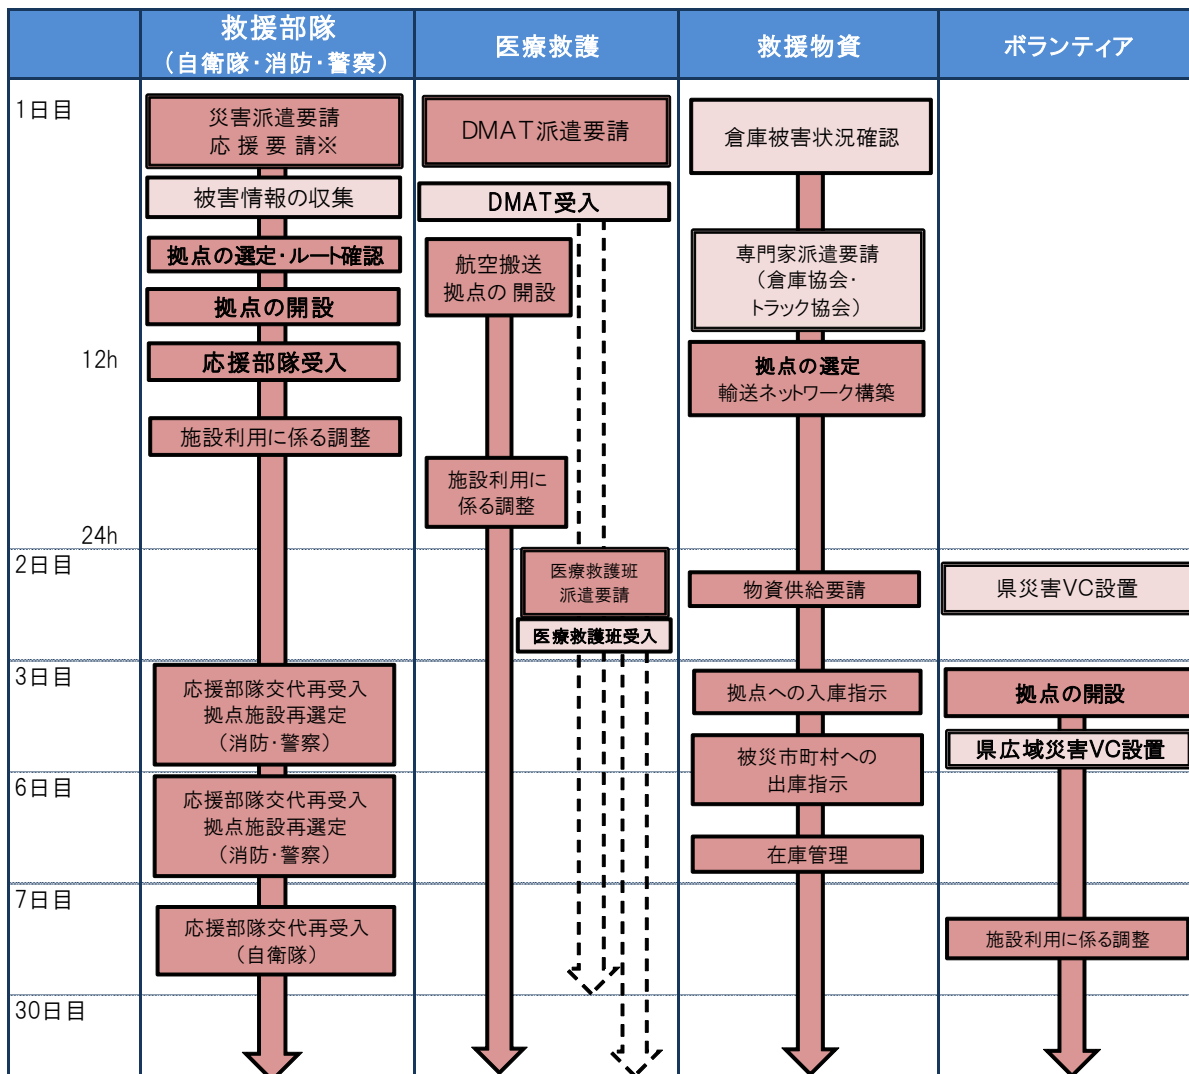 救援部隊
（自衛隊・消防・警察）
医療救護
救援物資
ボランティア
1日目
災害派遣要請
応 援 要 請※
DMAT派遣要請
倉庫被害状況確認
被害情報の収集
DMAT受入
拠点の選定・ルート確認
航空搬送
拠点の 開設
専門家派遣要請
（倉庫協会・
トラック協会）
拠点の開設
12h
応援部隊受入
拠点の選定
輸送ネットワーク構築
施設利用に係る調整
施設利用に
係る調整
24h
2日目
医療救護班
派遣要請
物資供給要請
県災害VC設置
医療救護班受入
3日目
応援部隊交代再受入
拠点施設再選定
（消防・警察）
拠点への入庫指示
拠点の開設
被災市町村への
出庫指示
県広域災害VC設置
6日目
応援部隊交代再受入
拠点施設再選定
（消防・警察）
在庫管理
7日目
応援部隊交代再受入
（自衛隊）
施設利用に係る調整
30日目